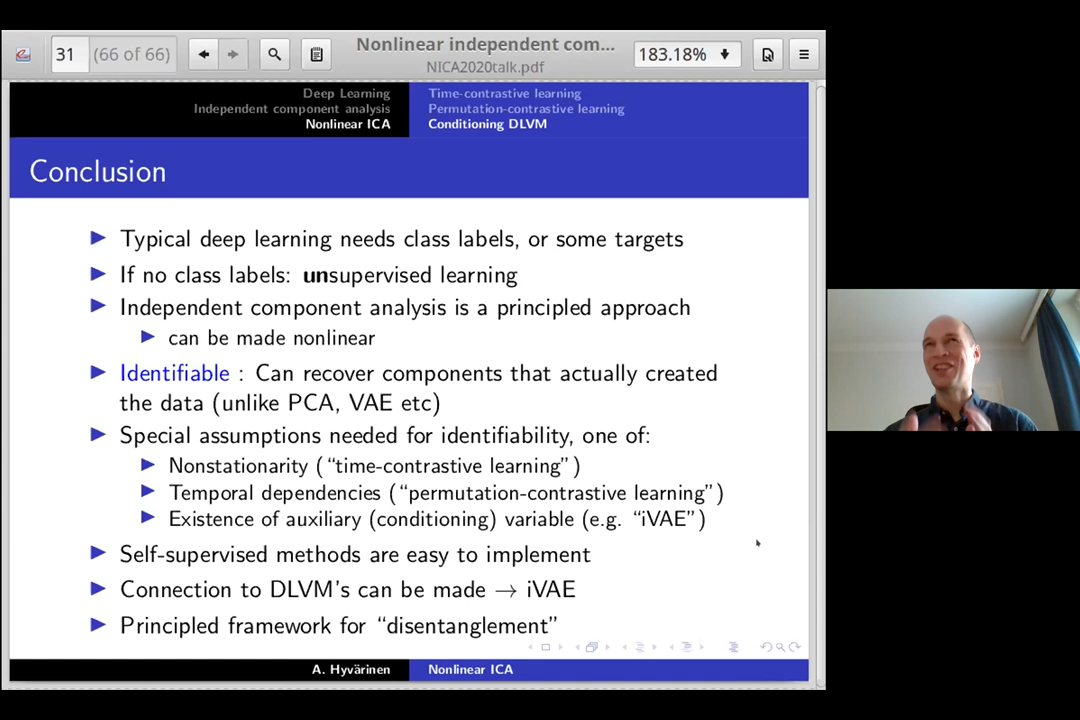 31 (66 of 66)
Nonlinear independent com...
NICA2020talk.pdf
183.18%
Deep Learning
Independent component analysis
Nonlinear ICA
Time-contrastive learning
Permutation-contrastive learning
Conditioning DLVM
Conclusion
Typical deep learning needs class labels, or some targets
If no class labels: unsupervised learning
Independent component analysis is a principled approach
can be made nonlinear
Identifiable : Can recover components that actually created
the data (unlike PCA, VAE etc)
Special assumptions needed for identifiability, one of:
Nonstationarity (“time-contrastive learning”)
Temporal dependencies (“permutation-contrastive learning”)
Existence of auxiliary (conditioning) variable (e.g. “iVAE”)
Self-supervised methods are easy to implement
Connection to DLVM's can be made → iVAE
Principled framework for “disentanglement”
A. Hyvärinen
Nonlinear ICA